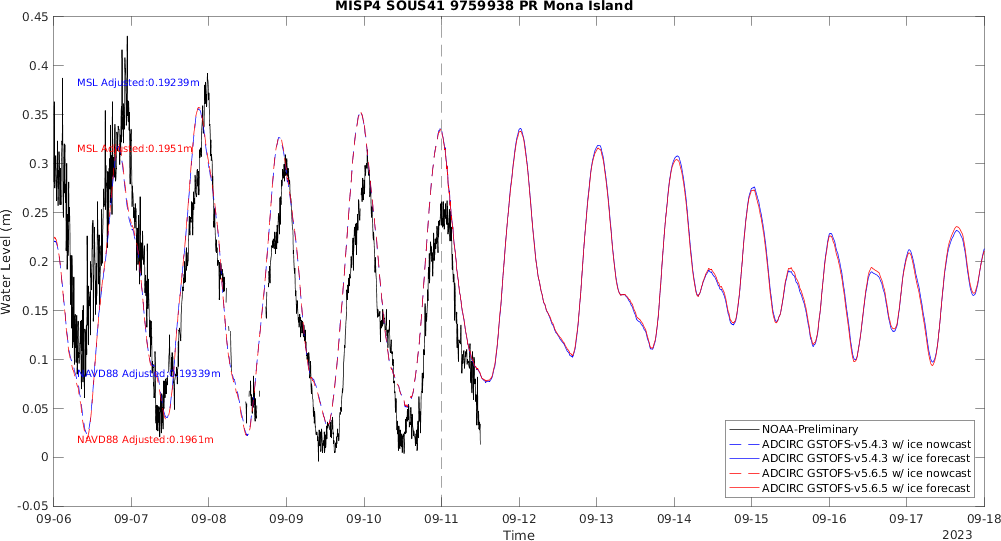 MISP4 SOUS41 9759938 PR Mona Island
0.45
0.4
0.35
0.3
0.25
0.2
0.15
0.1
0.05
0
-0.05
Water Level (m)
MSL Adjusted:0.19239m
MSL Adjusted:0.1951m
NAVD88 Adjusted:0.19339m
NAVD88 Adjusted:0.1961m
NOAA-Preliminary
ADCIRC GSTOFS-v5.4.3 w/ ice nowcast
ADCIRC GSTOFS-v5.4.3 w/ ice forecast
ADCIRC GSTOFS-v5.6.5 w/ ice nowcast
ADCIRC GSTOFS-v5.6.5 w/ ice forecast
09-06 09-07 09-08 09-09 09-10 09-11 09-12 09-13 09-14 09-15 09-16 09-17 09-18
Time
2023